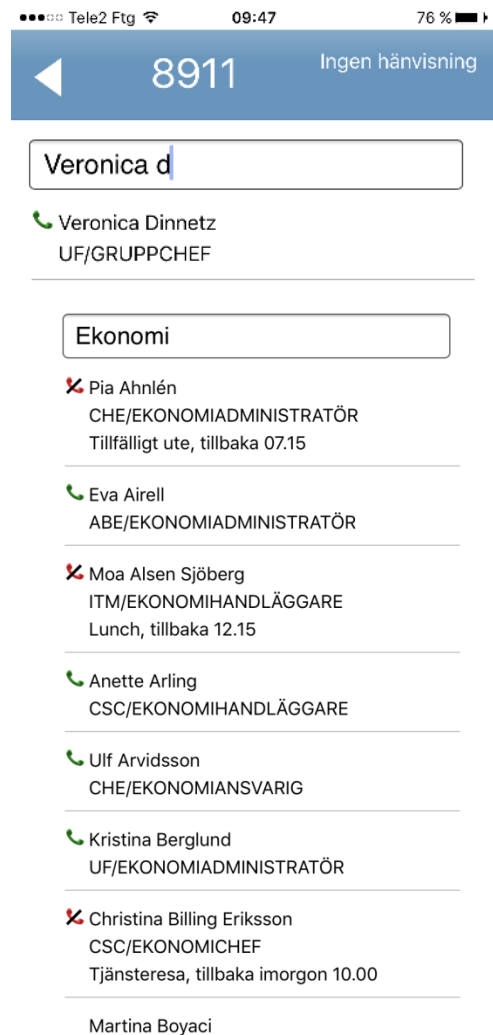 Tele2 Ftg 09:47 76 %
8911 Ingen hänvisning
Veronica d
Veronica Dinnetz
UF/GRUPPCHEF
Ekonomi
Pia Ahnlén
CHE/EKONOMIADMINISTRATÖR
Tillfälligt ute, tillbaka 07.15
Eva Airell
ABE/EKONOMIADMINISTRATÖR
Moa Alsen Sjöberg
ITM/EKONOMIHANDLÄGGARE
Lunch, tillbaka 12.15
Anette Arling
CSC/EKONOMIHANDLÄGGARE
Ulf Arvidsson
CHE/EKONOMIANSVARIG
Kristina Berglund
UF/EKONOMIADMINISTRATÖR
Christina Billing Eriksson
CSC/EKONOMICHEF
Tjänsteresa, tillbaka imorgon 10.00
Martina Boyaci